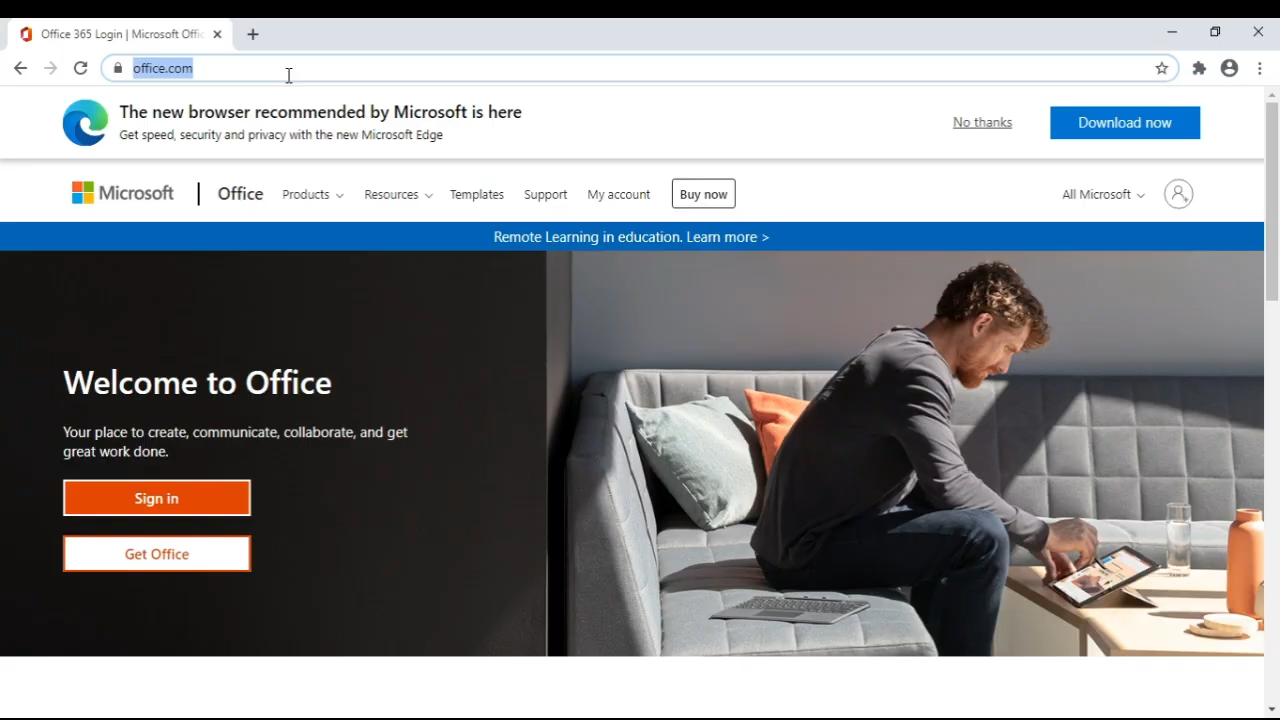 Office 365 Login | Microsoft Offic
office.com
The new browser recommended by Microsoft is here
Get speed, security and privacy with the new Microsoft Edge
No thanks
Download now
Microsoft
Office
Products
Resources
Templates
Support
My account
Buy now
All Microsoft
Remote Learning in education. Learn more >
Welcome to Office
Your place to create, communicate, collaborate, and get
great work done.
Sign in
Get Office